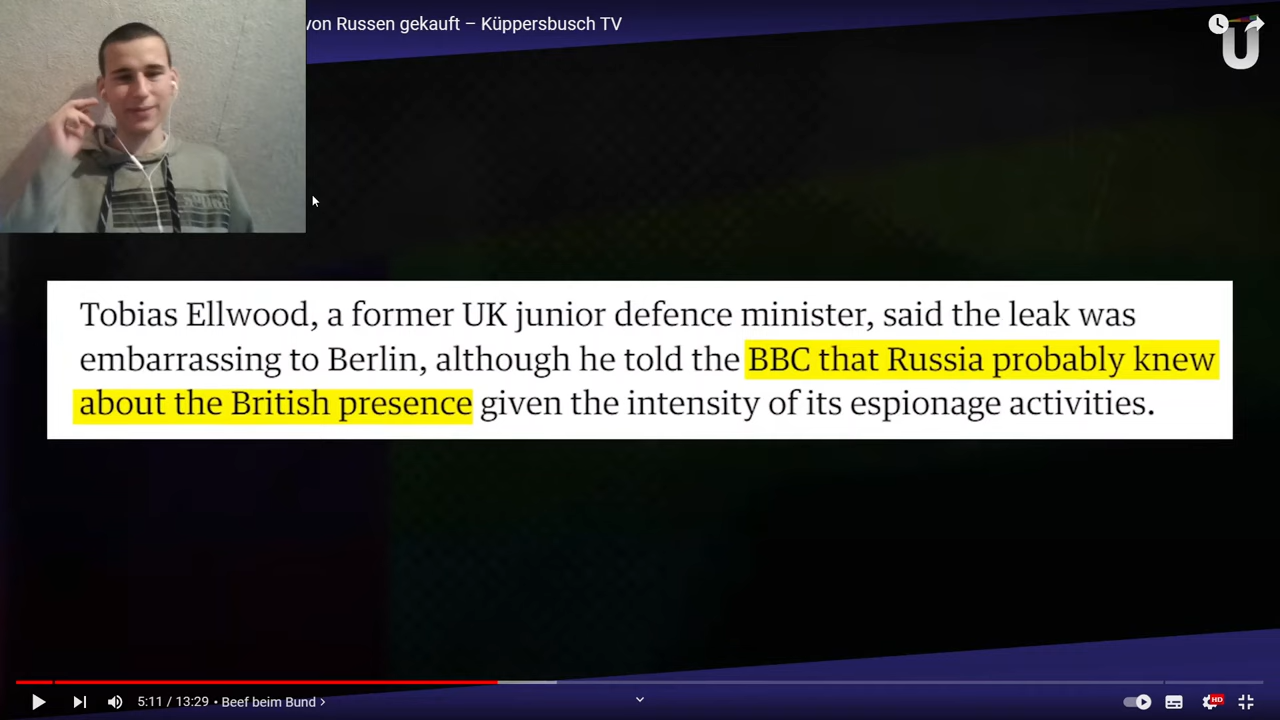 von Russen gekauft – Küppersbusch TV
U
Tobias Ellwood, a former UK junior defence minister, said the leak was
embarrassing to Berlin, although he told the BBC that Russia probably knew
about the British presence given the intensity of its espionage activities.
5:11 / 13:29 • Beef beim Bund ›
HD